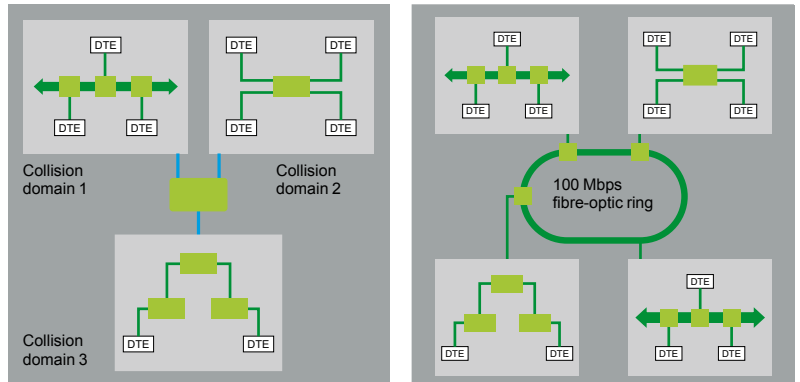 DTE
DTE
DTE
DTE
DTE
DTE
DTE
Collision
domain 1
Collision
domain 2
Collision
domain 3
DTE
DTE
DTE
DTE
DTE
DTE
DTE
DTE
DTE
100 Mbps
fibre-optic ring
DTE
DTE
DTE
DTE
DTE